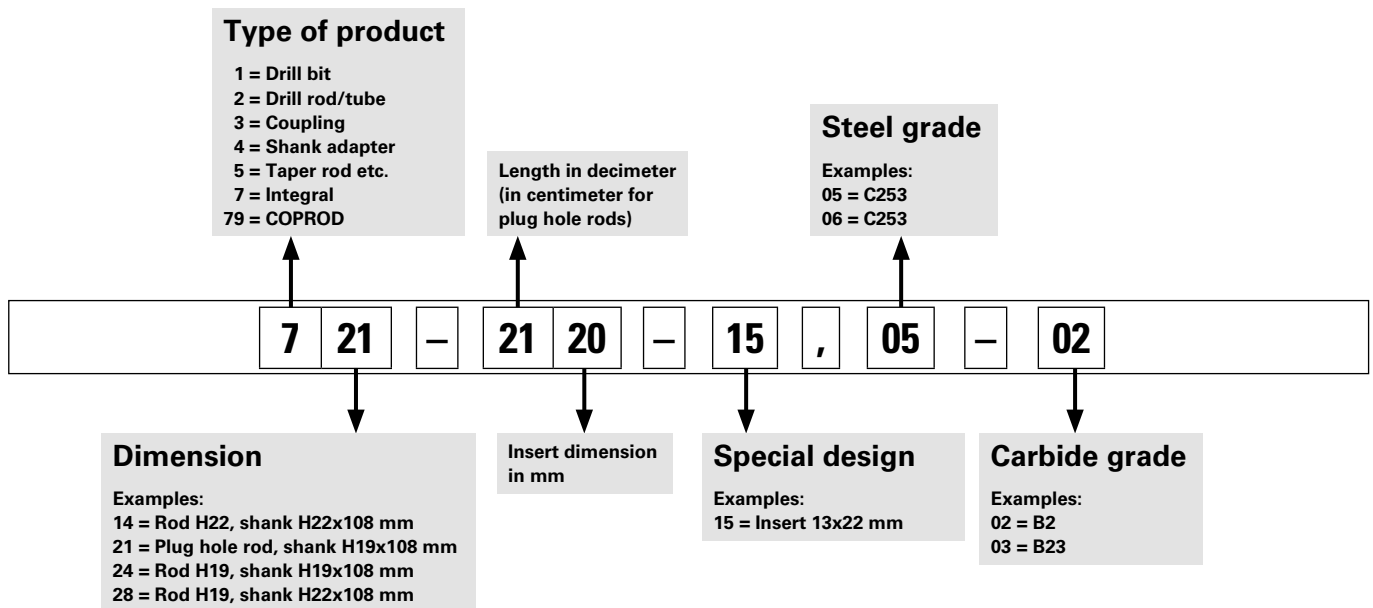 Type of product
1 = Drill bit
2 = Drill rod/tube
3 = Coupling
4 = Shank adapter
5 = Taper rod etc.
7 = Integral
79 = COPROD
Length in decimeter
(in centimeter for
plug hole rods)
Steel grade
Examples:
05 = C253
06 = C253
7 21 – 21 20 – 15 , 05 – 02
Dimension
Examples:
14 = Rod H22, shank H22x108 mm
21 = Plug hole rod, shank H19x108 mm
24 = Rod H19, shank H19x108 mm
28 = Rod H19, shank H22x108 mm
Insert dimension
in mm
Special design
Examples:
15 = Insert 13x22 mm
Carbide grade
Examples:
02 = B2
03 = B23